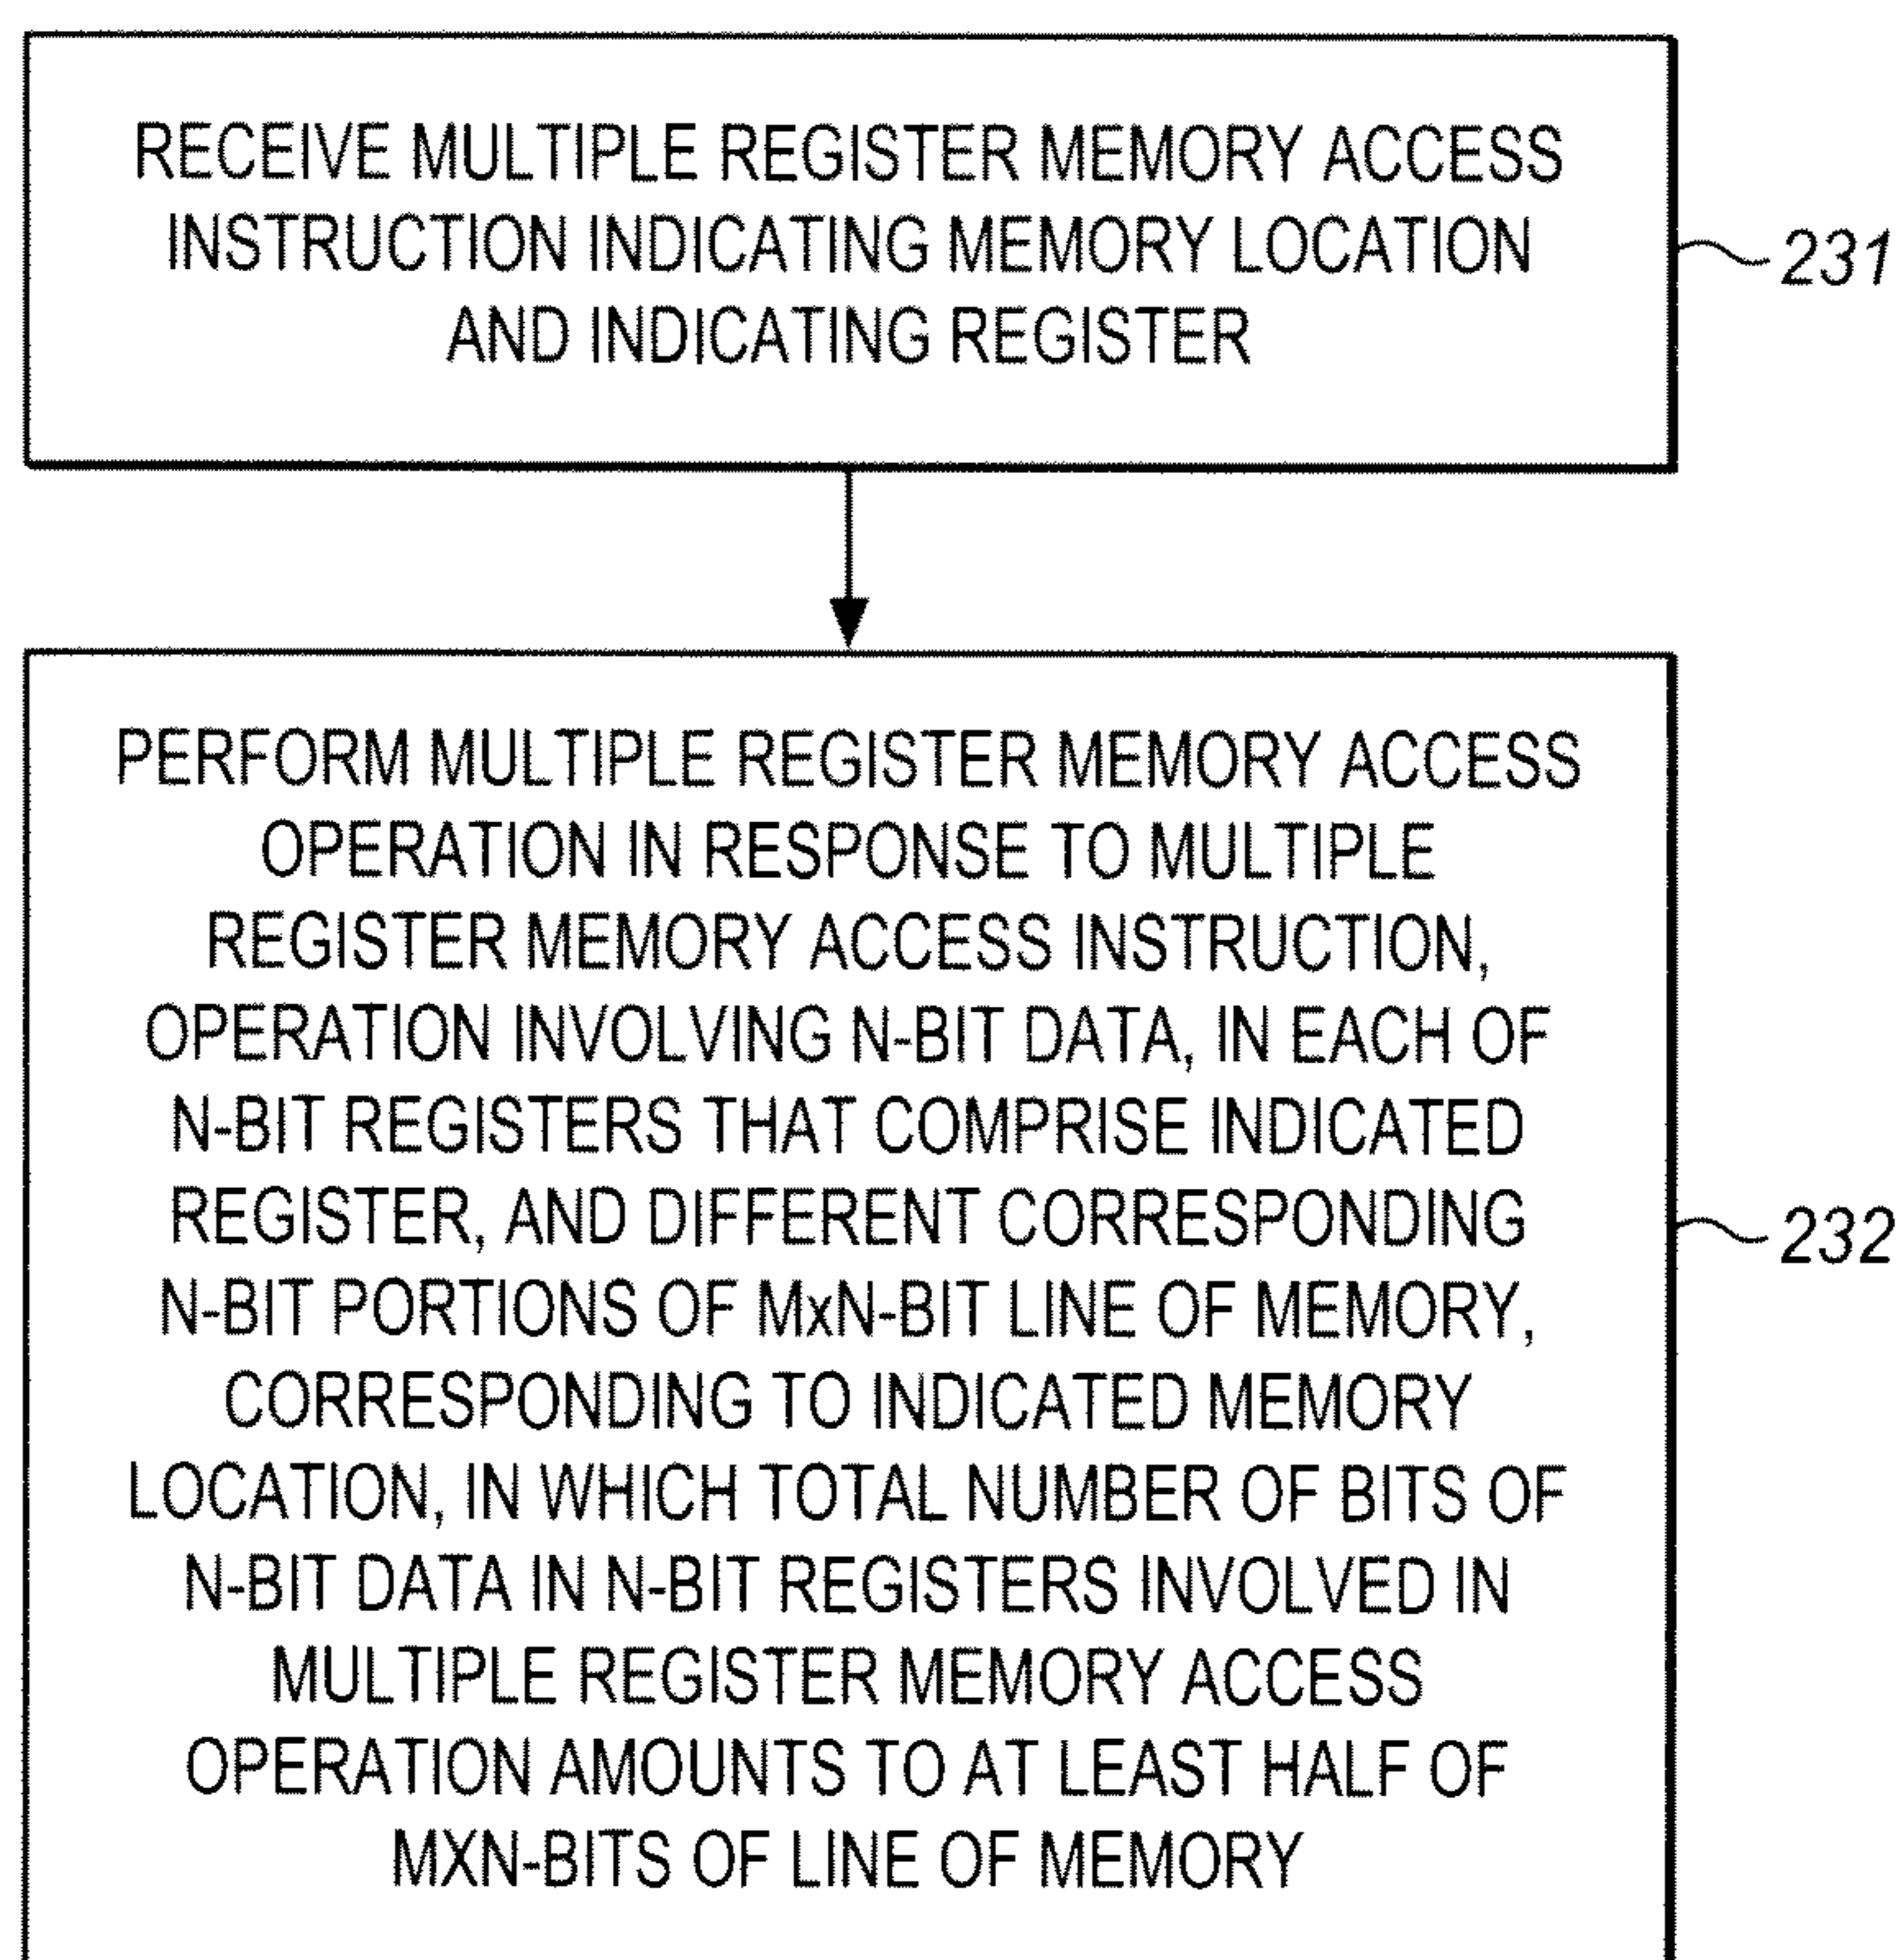 RECEIVE MULTIPLE REGISTER MEMORY ACCESS
INSTRUCTION INDICATING MEMORY LOCATION
AND INDICATING REGISTER
231
PERFORM MULTIPLE REGISTER MEMORY ACCESS
OPERATION IN RESPONSE TO MULTIPLE
REGISTER MEMORY ACCESS INSTRUCTION,
OPERATION INVOLVING N-BIT DATA, IN EACH OF
N-BIT REGISTERS THAT COMPRISE INDICATED
REGISTER, AND DIFFERENT CORRESPONDING
N-BIT PORTIONS OF MxN-BIT LINE OF MEMORY,
CORRESPONDING TO INDICATED MEMORY
LOCATION, IN WHICH TOTAL NUMBER OF BITS OF
N-BIT DATA IN N-BIT REGISTERS INVOLVED IN
MULTIPLE REGISTER MEMORY ACCESS
OPERATION AMOUNTS TO AT LEAST HALF OF
MXN-BITS OF LINE OF MEMORY
232